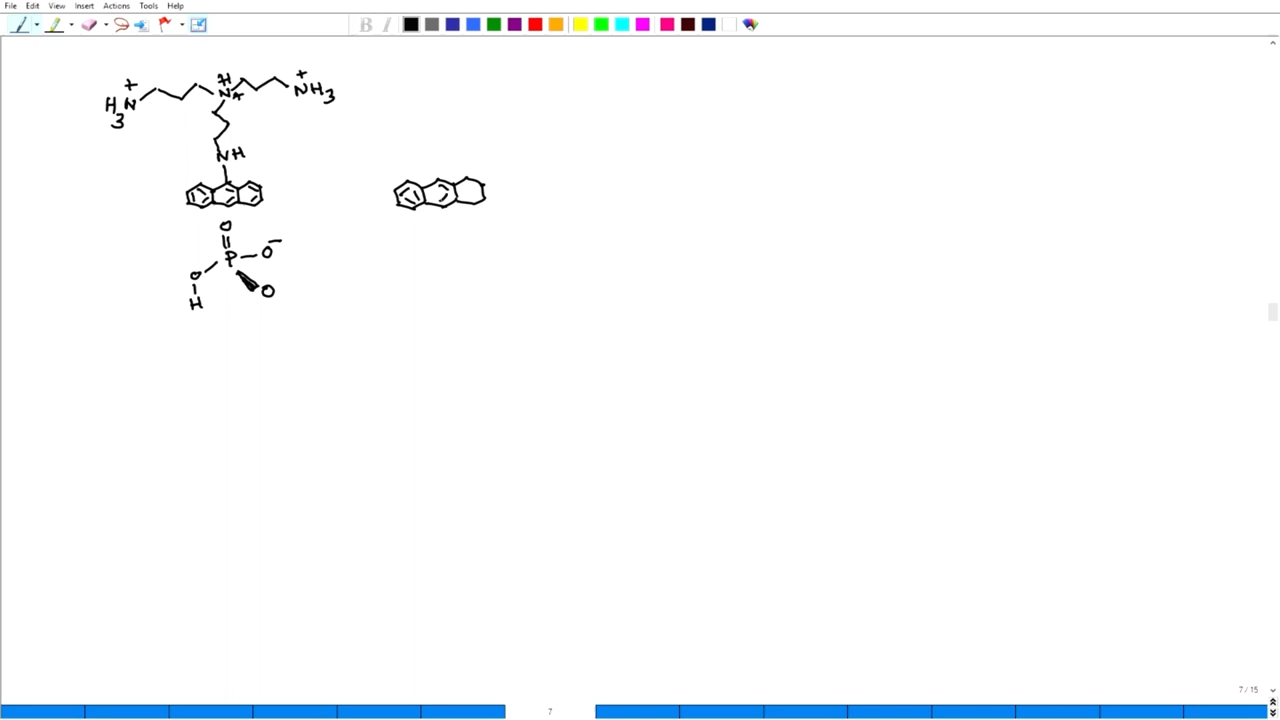 File Edit View Insert Actions Tools Help
B I
H
H3N+ N+ +NH3
NH
O
P O−
O O
H
7 / 15
7